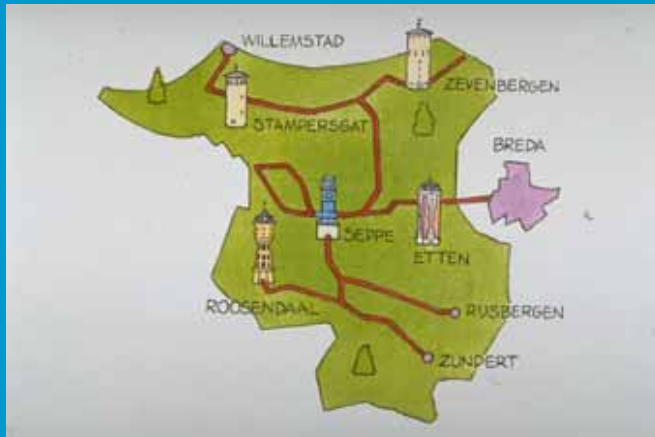 WILLEMSTAD
ZEVENBERGEN
STAMPERSGAT
BREDA
SEPPE
ETTEN
ROOSENDAAL
RIJSBERGEN
ZUNDERT